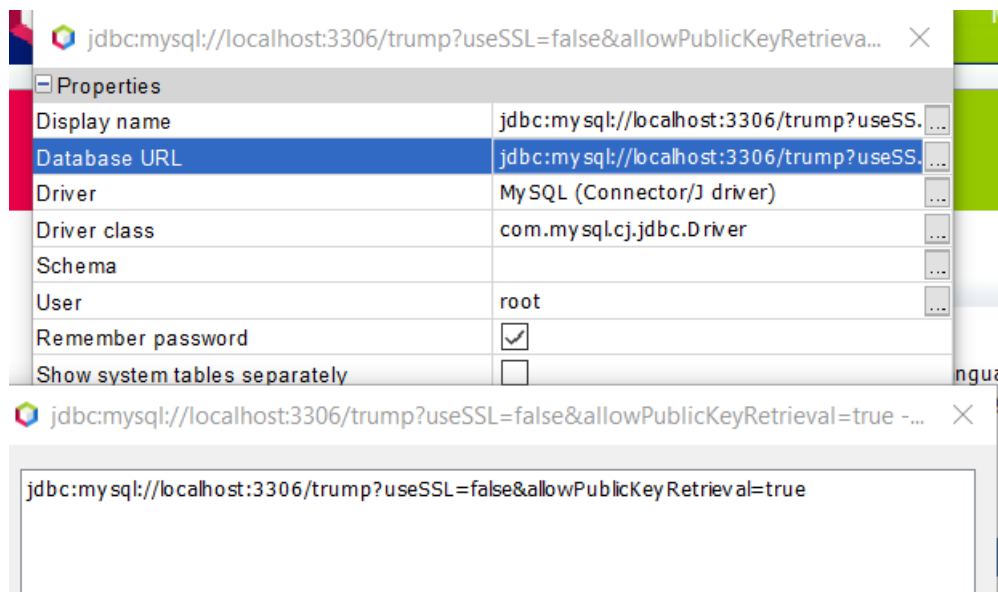 jdbc:mysql://localhost:3306/trump?useSSL=false&allowPublicKeyRetrieva...
Properties
Display name jdbc:mysql://localhost:3306/trump?useSS. ...
Database URL jdbc:mysql://localhost:3306/trump?useSS. ...
Driver MySQL (Connector/J driver) ...
Driver class com.mysql.cj.jdbc.Driver ...
Schema ...
User root ...
Remember password
Show system tables separately
jdbc:mysql://localhost:3306/trump?useSSL=false&allowPublicKeyRetrieval=true -...
jdbc:mysql://localhost:3306/trump?useSSL=false&allowPublicKeyRetrieval=true